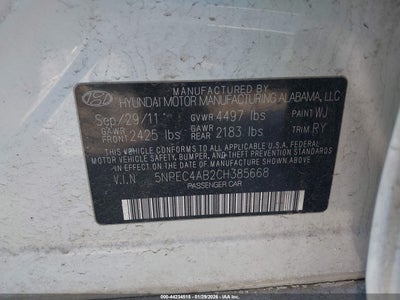 MANUFACTURED BY
HYUNDAI MOTOR MANUFACTURING ALABAMA, LLC
Sep/29/11 GVWR 4497 lbs PAINT WJ
GAWR FRONT 2425 lbs GAWR REAR 2183 lbs TRIM RY
THIS VEHICLE CONFORMS TO ALL APPLICABLE U.S.A. FEDERAL
MOTOR VEHICLE SAFETY, BUMPER, AND THEFT PREVENTION
STANDARDS IN EFFECT ON THE DATE OF MANUFACTURE SHOWN ABOVE.
V.I.N 5NPEC4AB2CH385668
PASSENGER CAR
IAA 44234515 — 01/29/2026 — IAA